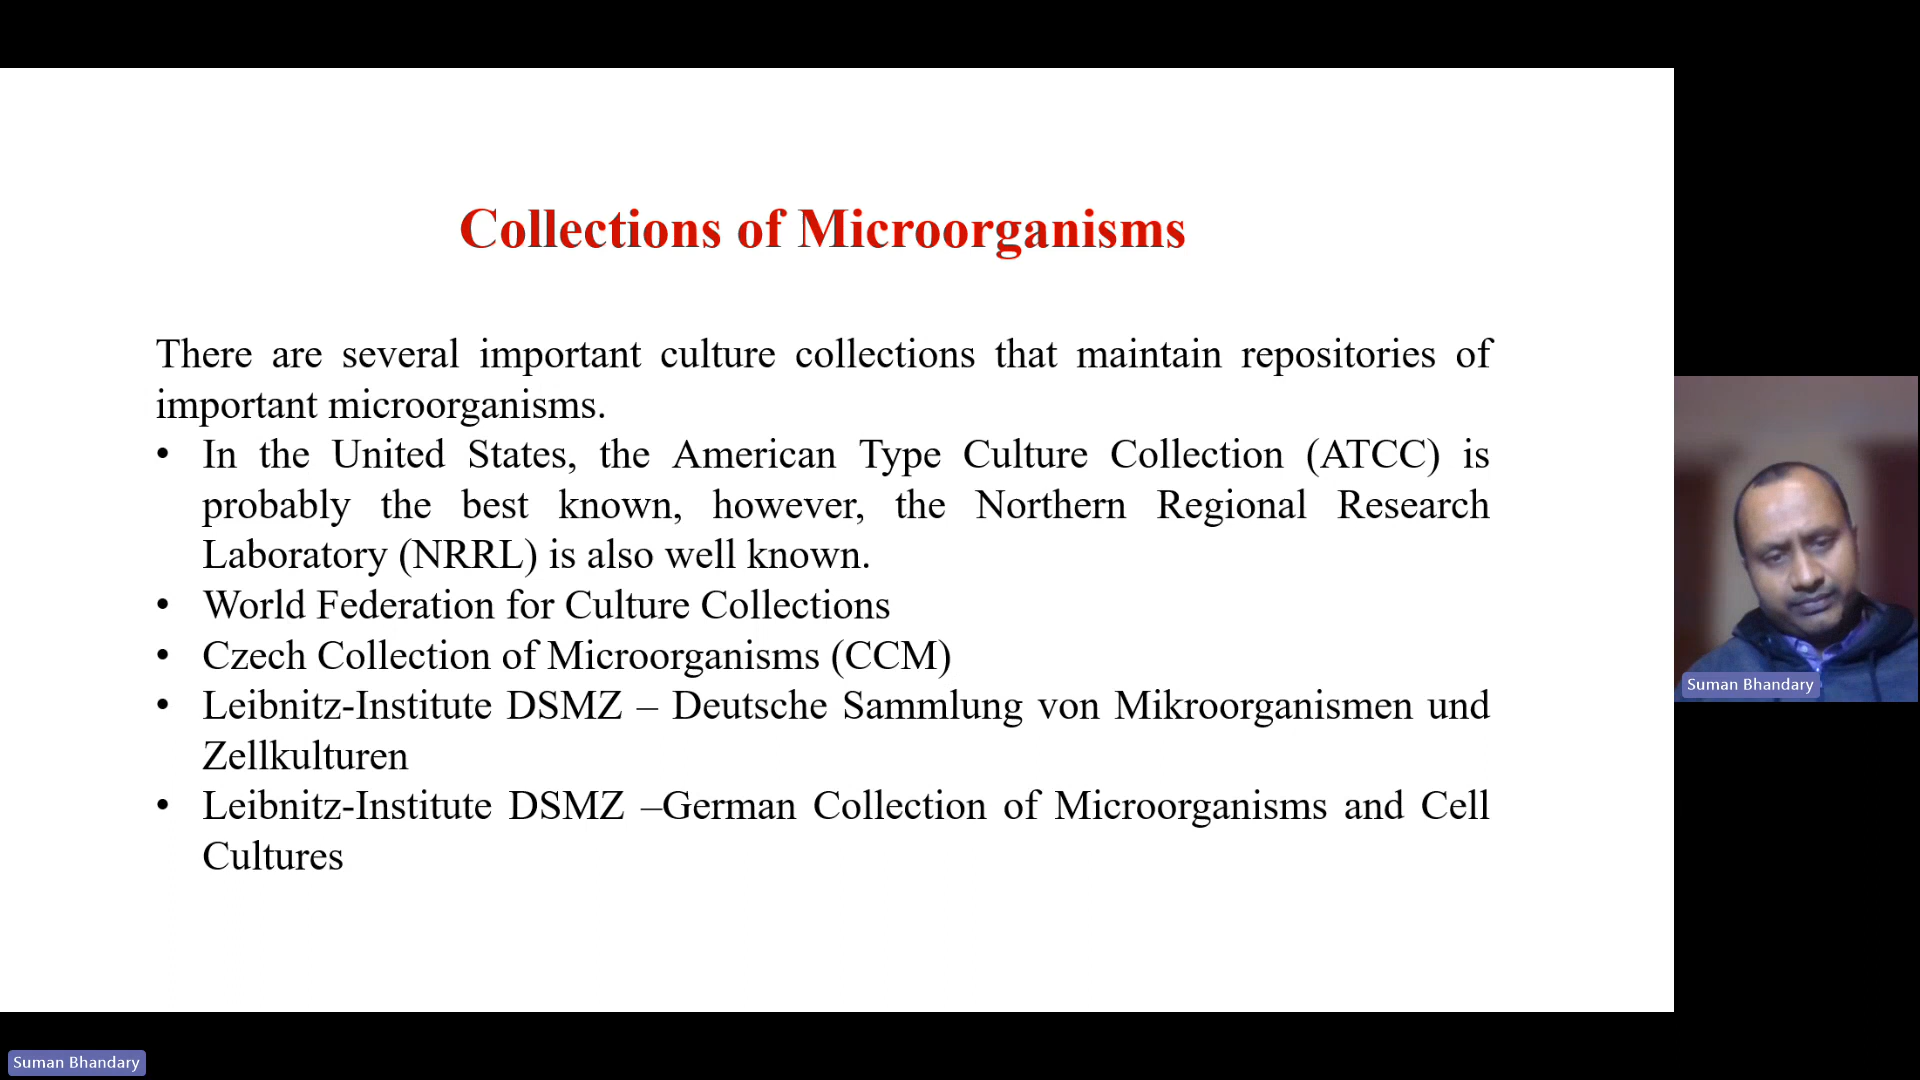 Collections of Microorganisms
There are several important culture collections that maintain repositories of
important microorganisms.
• In the United States, the American Type Culture Collection (ATCC) is
probably the best known, however, the Northern Regional Research
Laboratory (NRRL) is also well known.
• World Federation for Culture Collections
• Czech Collection of Microorganisms (CCM)
• Leibnitz-Institute DSMZ – Deutsche Sammlung von Mikroorganismen und
Zellkulturen
• Leibnitz-Institute DSMZ –German Collection of Microorganisms and Cell
Cultures
Suman Bhandary
Suman Bhandary